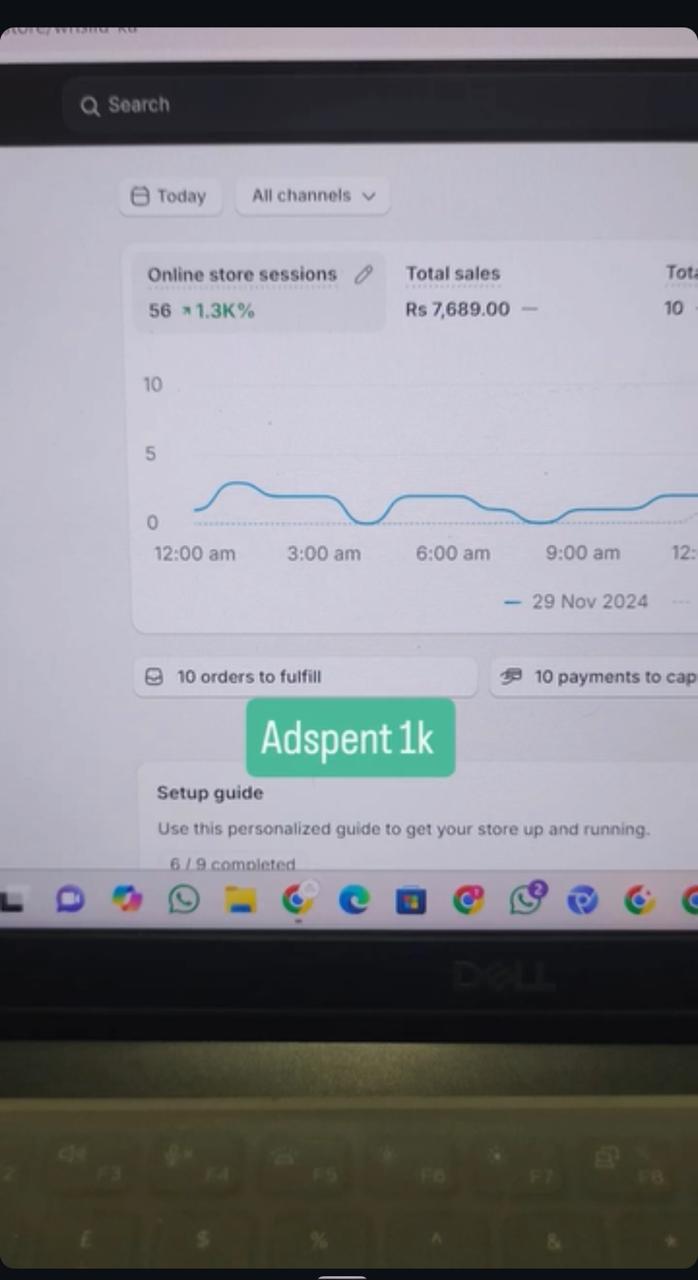 Search
Today
All channels
Online store sessions
56 ↗ 1.3K%
Total sales
Rs 7,689.00 —
10
10
5
0
12:00 am 3:00 am 6:00 am 9:00 am
29 Nov 2024
10 orders to fulfill
10 payments to
Adspent 1k
Setup guide
Use this personalized guide to get your store up and running.
6 / 9 completed
2
DELL
F3 F4 F5 F6 F7 F8
£ $ % ^ & *